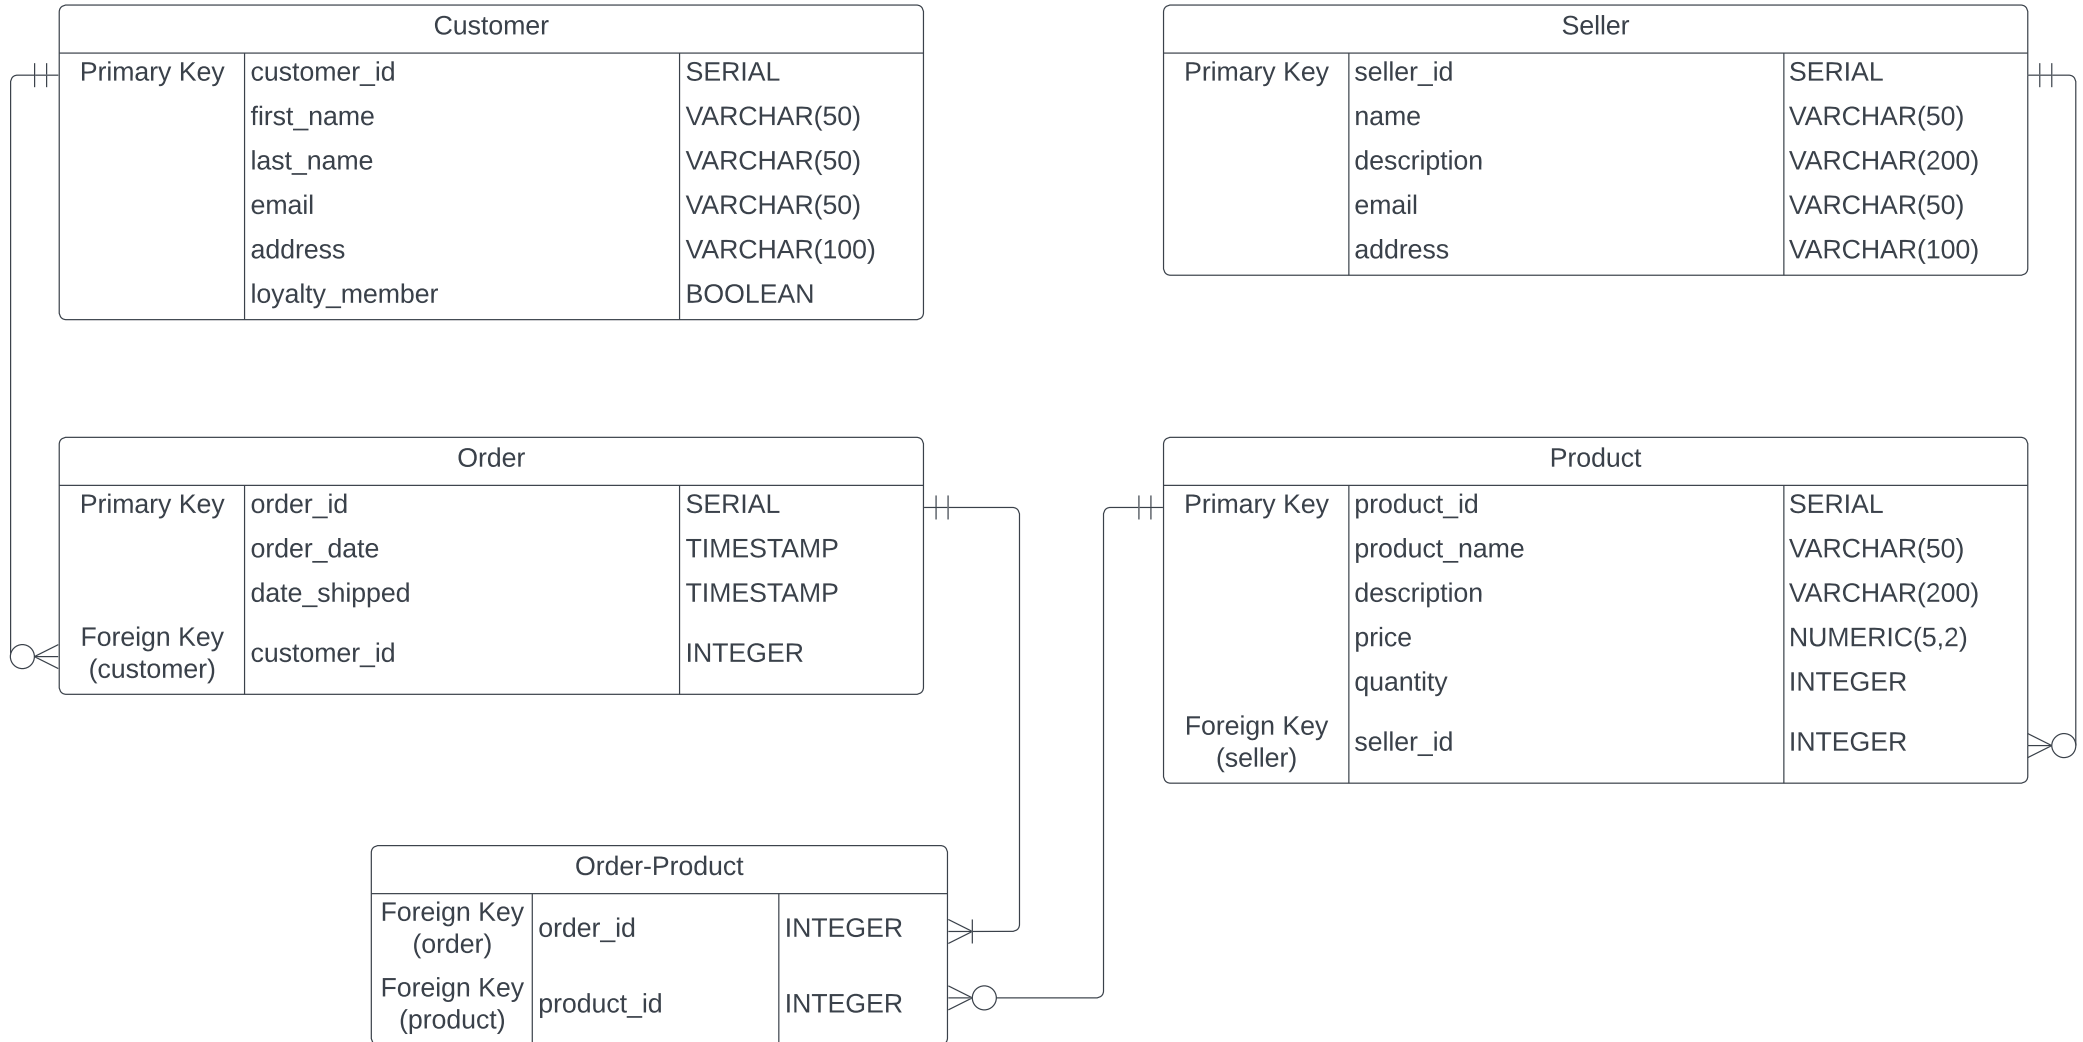 Customer
Primary Key customer_id SERIAL
first_name VARCHAR(50)
last_name VARCHAR(50)
email VARCHAR(50)
address VARCHAR(100)
loyalty_member BOOLEAN
Seller
Primary Key seller_id SERIAL
name VARCHAR(50)
description VARCHAR(200)
email VARCHAR(50)
address VARCHAR(100)
Order
Primary Key order_id SERIAL
order_date TIMESTAMP
date_shipped TIMESTAMP
Foreign Key
(customer) customer_id INTEGER
Product
Primary Key product_id SERIAL
product_name VARCHAR(50)
description VARCHAR(200)
price NUMERIC(5,2)
quantity INTEGER
Foreign Key
(seller) seller_id INTEGER
Order-Product
Foreign Key
(order) order_id INTEGER
Foreign Key
(product) product_id INTEGER